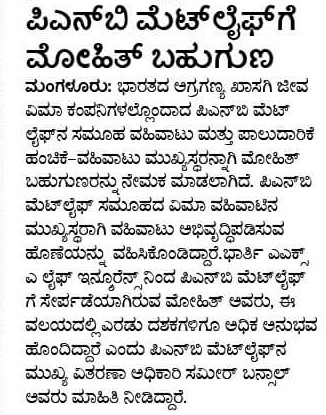 ಪಿಎನ್‌ಬಿ ಮೆಟ್‌ಲೈಫ್‌ಗೆ
ಮೋಹಿತ್ ಬಹುಗುಣ
ಮಂಗಳೂರು: ಭಾರತದ ಅಗ್ರಗಣ್ಯ ಖಾಸಗಿ ಜೀವ
ವಿಮಾ ಕಂಪನಿಗಳಲ್ಲೊಂದಾದ ಪಿಎನ್‌ಬಿ ಮೆಟ್
ಲೈಫ್‌ನ ಸಮೂಹ ವಹಿವಾಟು ಮತ್ತು ಪಾಲುದಾರಿಕೆ
ಹಂಚಿಕೆ–ವಹಿವಾಟು ಮುಖ್ಯಸ್ಥರನ್ನಾಗಿ ಮೋಹಿತ್
ಬಹುಗುಣರನ್ನು ನೇಮಕ ಮಾಡಲಾಗಿದೆ. ಪಿಎನ್‌ಬಿ
ಮೆಟ್‌ಲೈಫ್ ಸಮೂಹದ ವಿಮಾ ವಹಿವಾಟಿನ
ಮುಖ್ಯಸ್ಥರಾಗಿ ವಹಿವಾಟು ಅಭಿವೃದ್ಧಿಪಡಿಸುವ
ಹೊಣೆಯನ್ನು ವಹಿಸಿಕೊಂಡಿದ್ದಾರೆ.ಭಾರ್ತಿ ಎಎಕ್ಸ್
ಎ ಲೈಫ್ ಇನ್ಶೂರೆನ್ಸ್‌ನಿಂದ ಪಿಎನ್‌ಬಿ ಮೆಟ್‌ಲೈಫ್
ಗೆ ಸೇರ್ಪಡೆಯಾಗಿರುವ ಮೋಹಿತ್ ಅವರು, ಈ
ವಲಯದಲ್ಲಿ ಎರಡು ದಶಕಗಳಿಗೂ ಅಧಿಕ ಅನುಭವ
ಹೊಂದಿದ್ದಾರೆ ಎಂದು ಪಿಎನ್‌ಬಿ ಮೆಟ್‌ಲೈಫ್‌ನ
ಮುಖ್ಯ ವಿತರಣಾ ಅಧಿಕಾರಿ ಸಮೀರ್ ಬನ್ಸಾಲ್
ಅವರು ಮಾಹಿತಿ ನೀಡಿದ್ದಾರೆ.